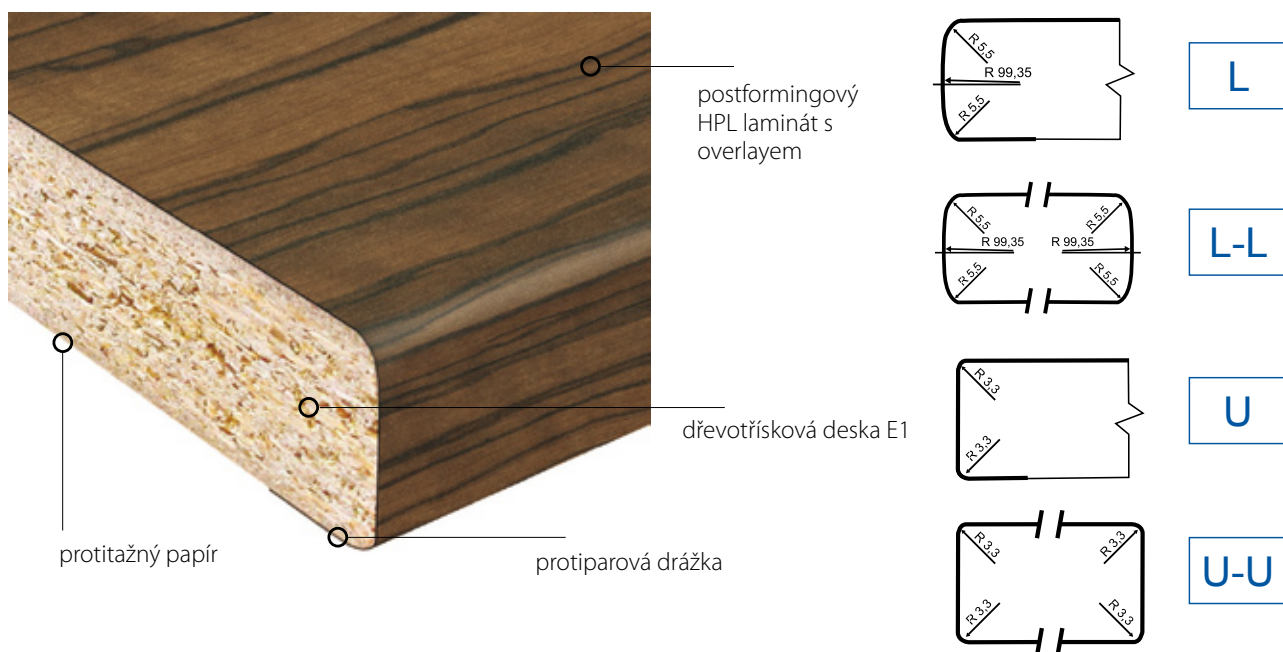 postformingový
HPL laminát s
overlayem
dřevotřísková deska E1
protitažný papír
protiparová drážka
R 5,5
R 99,35
R 5,5
L
R 5,5
R 5,5
R 99,35
R 99,35
R 5,5
R 5,5
L-L
R 3,3
R 3,3
U
R 3,3
R 3,3
R 3,3
R 3,3
U-U